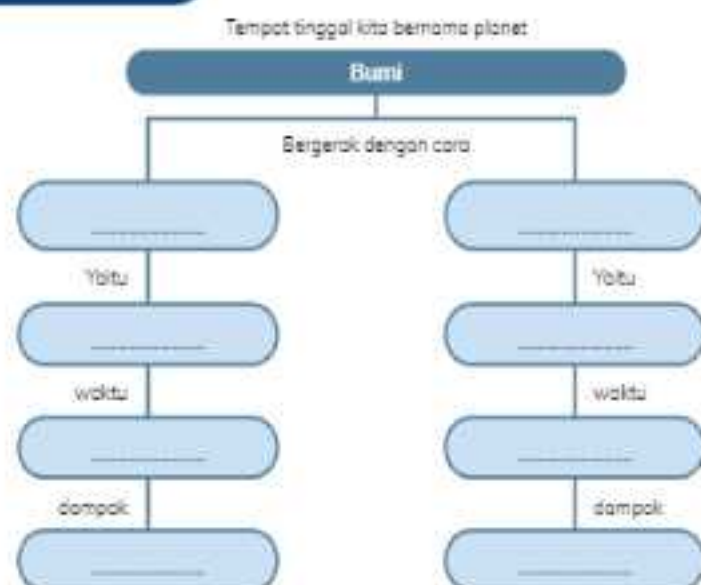 Tempat tinggal kita bernama planet
Bumi
Bergerak dengan cara
Yaitu
Yaitu
waktu
waktu
dampak
dampak